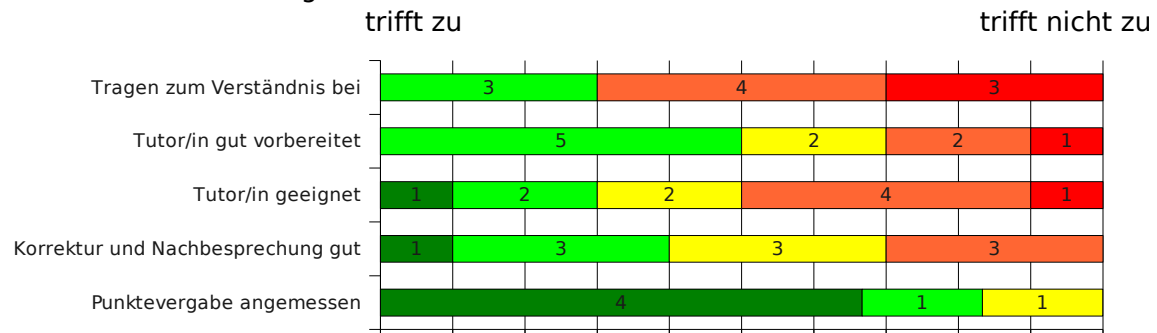 trifft zu trifft nicht zu
Tragen zum Verständnis bei 3 4 3
Tutor/in gut vorbereitet 5 2 2 1
Tutor/in geeignet 1 2 2 4 1
Korrektur und Nachbesprechung gut 1 3 3 3
Punktevergabe angemessen 4 1 1